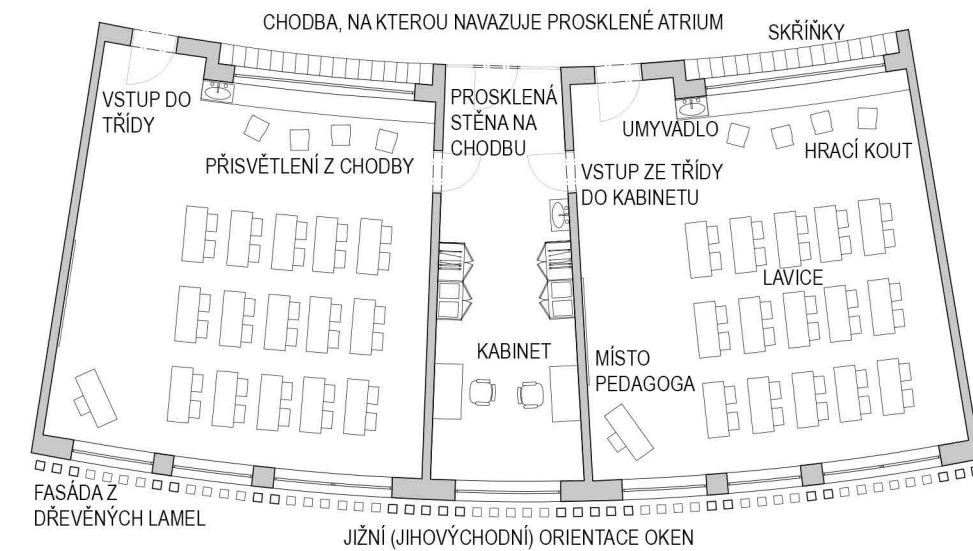 CHODBA, NA KTEROU NAVAZUJE PROSKLENÉ ATRIUM
SKŘÍŇKY
VSTUP DO
TŘÍDY
PROSKLENÁ
STĚNA NA
CHODBU
UMYVADLO
HRACÍ KOUT
PŘISVĚTLENÍ Z CHODBY
VSTUP ZE TŘÍDY
DO KABINETU
LAVICE
KABINET
MÍSTO
PEDAGOGA
FASÁDA Z
DŘEVĚNÝCH LAMEL
JIŽNÍ (JIHOVÝCHODNÍ) ORIENTACE OKEN